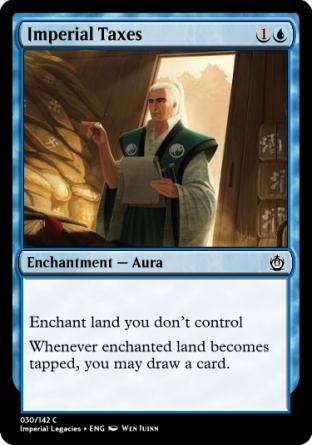 Imperial Taxes 1
Enchantment — Aura
Enchant land you don't control
Whenever enchanted land becomes
tapped, you may draw a card.
030/142 C
Imperial Legacies • ENG Wen Juinn